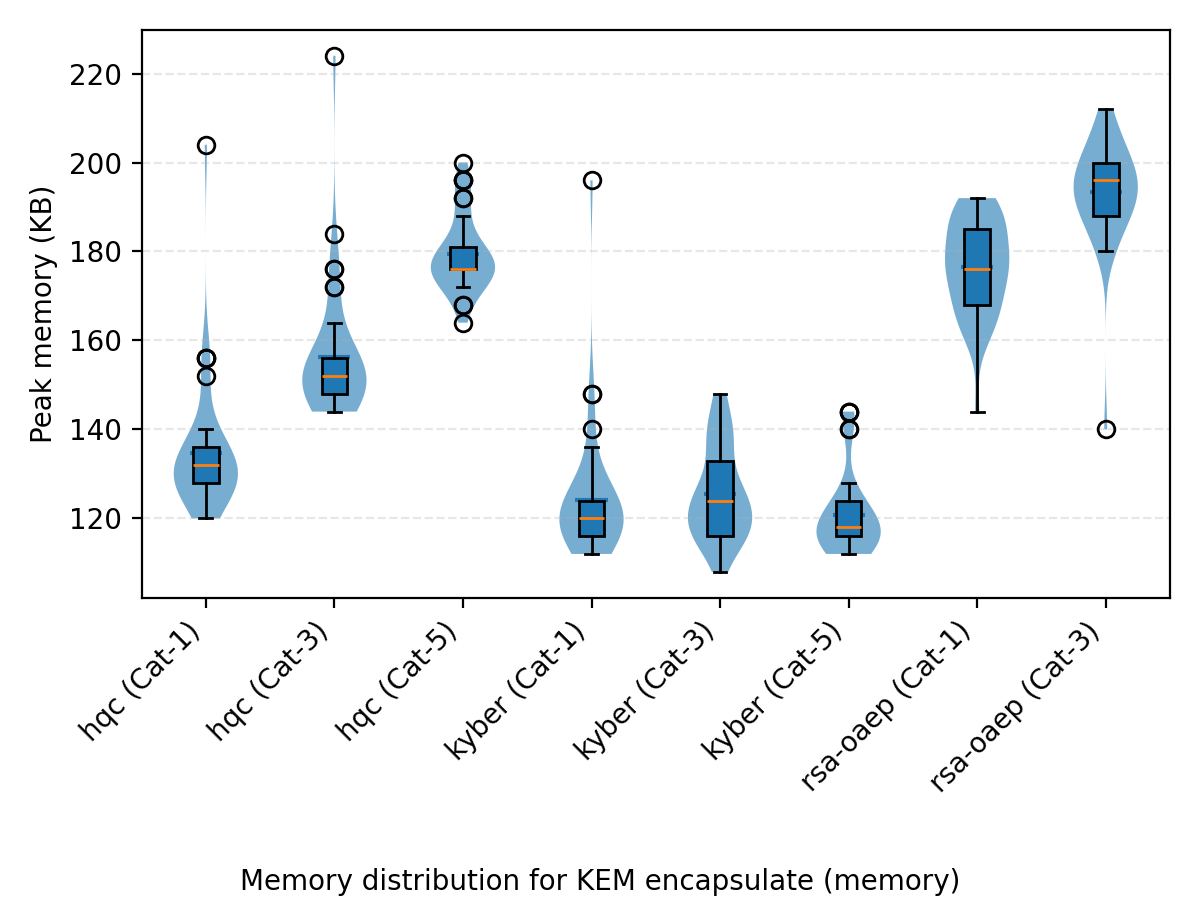 220
200
180
160
140
120
Peak memory (KB)
hqc (Cat-1)
hqc (Cat-3)
hqc (Cat-5)
kyber (Cat-1)
kyber (Cat-3)
kyber (Cat-5)
rsa-oaep (Cat-1)
rsa-oaep (Cat-3)
Memory distribution for KEM encapsulate (memory)